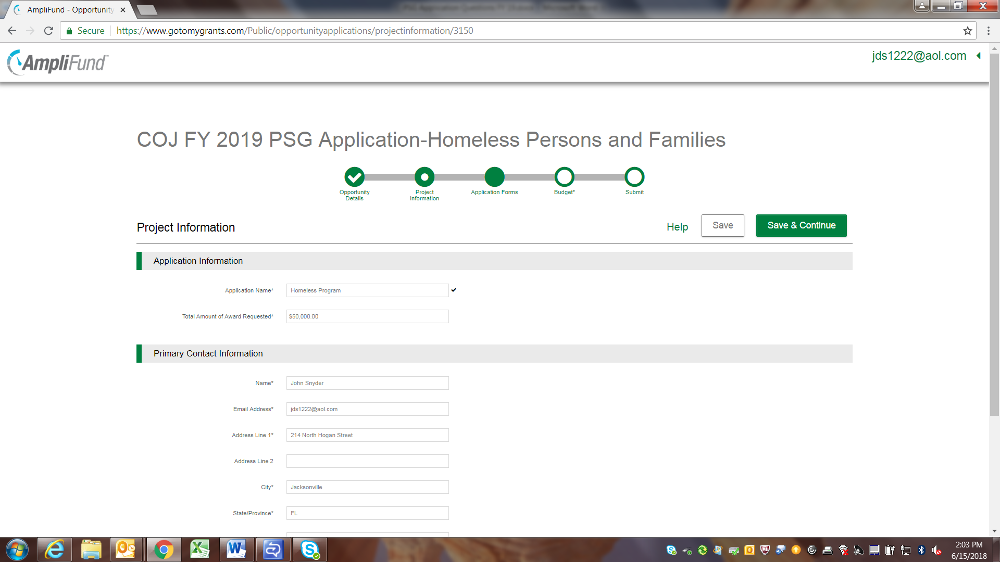 AmpliFund - Opportunity
Secure
https://www.gotomygrants.com/Public/opportunityapplications/projectinformation/3150
AmpliFund™
jds1222@aol.com
COJ FY 2019 PSG Application-Homeless Persons and Families
Opportunity Details
Project Information
Application Forms
Budget*
Submit
Project Information
Help
Save
Save & Continue
Application Information
Application Name*
Homeless Program
Total Amount of Award Requested*
$50,000.00
Primary Contact Information
Name*
John Snyder
Email Address*
jds1222@aol.com
Address Line 1*
214 North Hogan Street
Address Line 2
City*
Jacksonville
State/Province*
FL
2:03 PM
6/15/2018